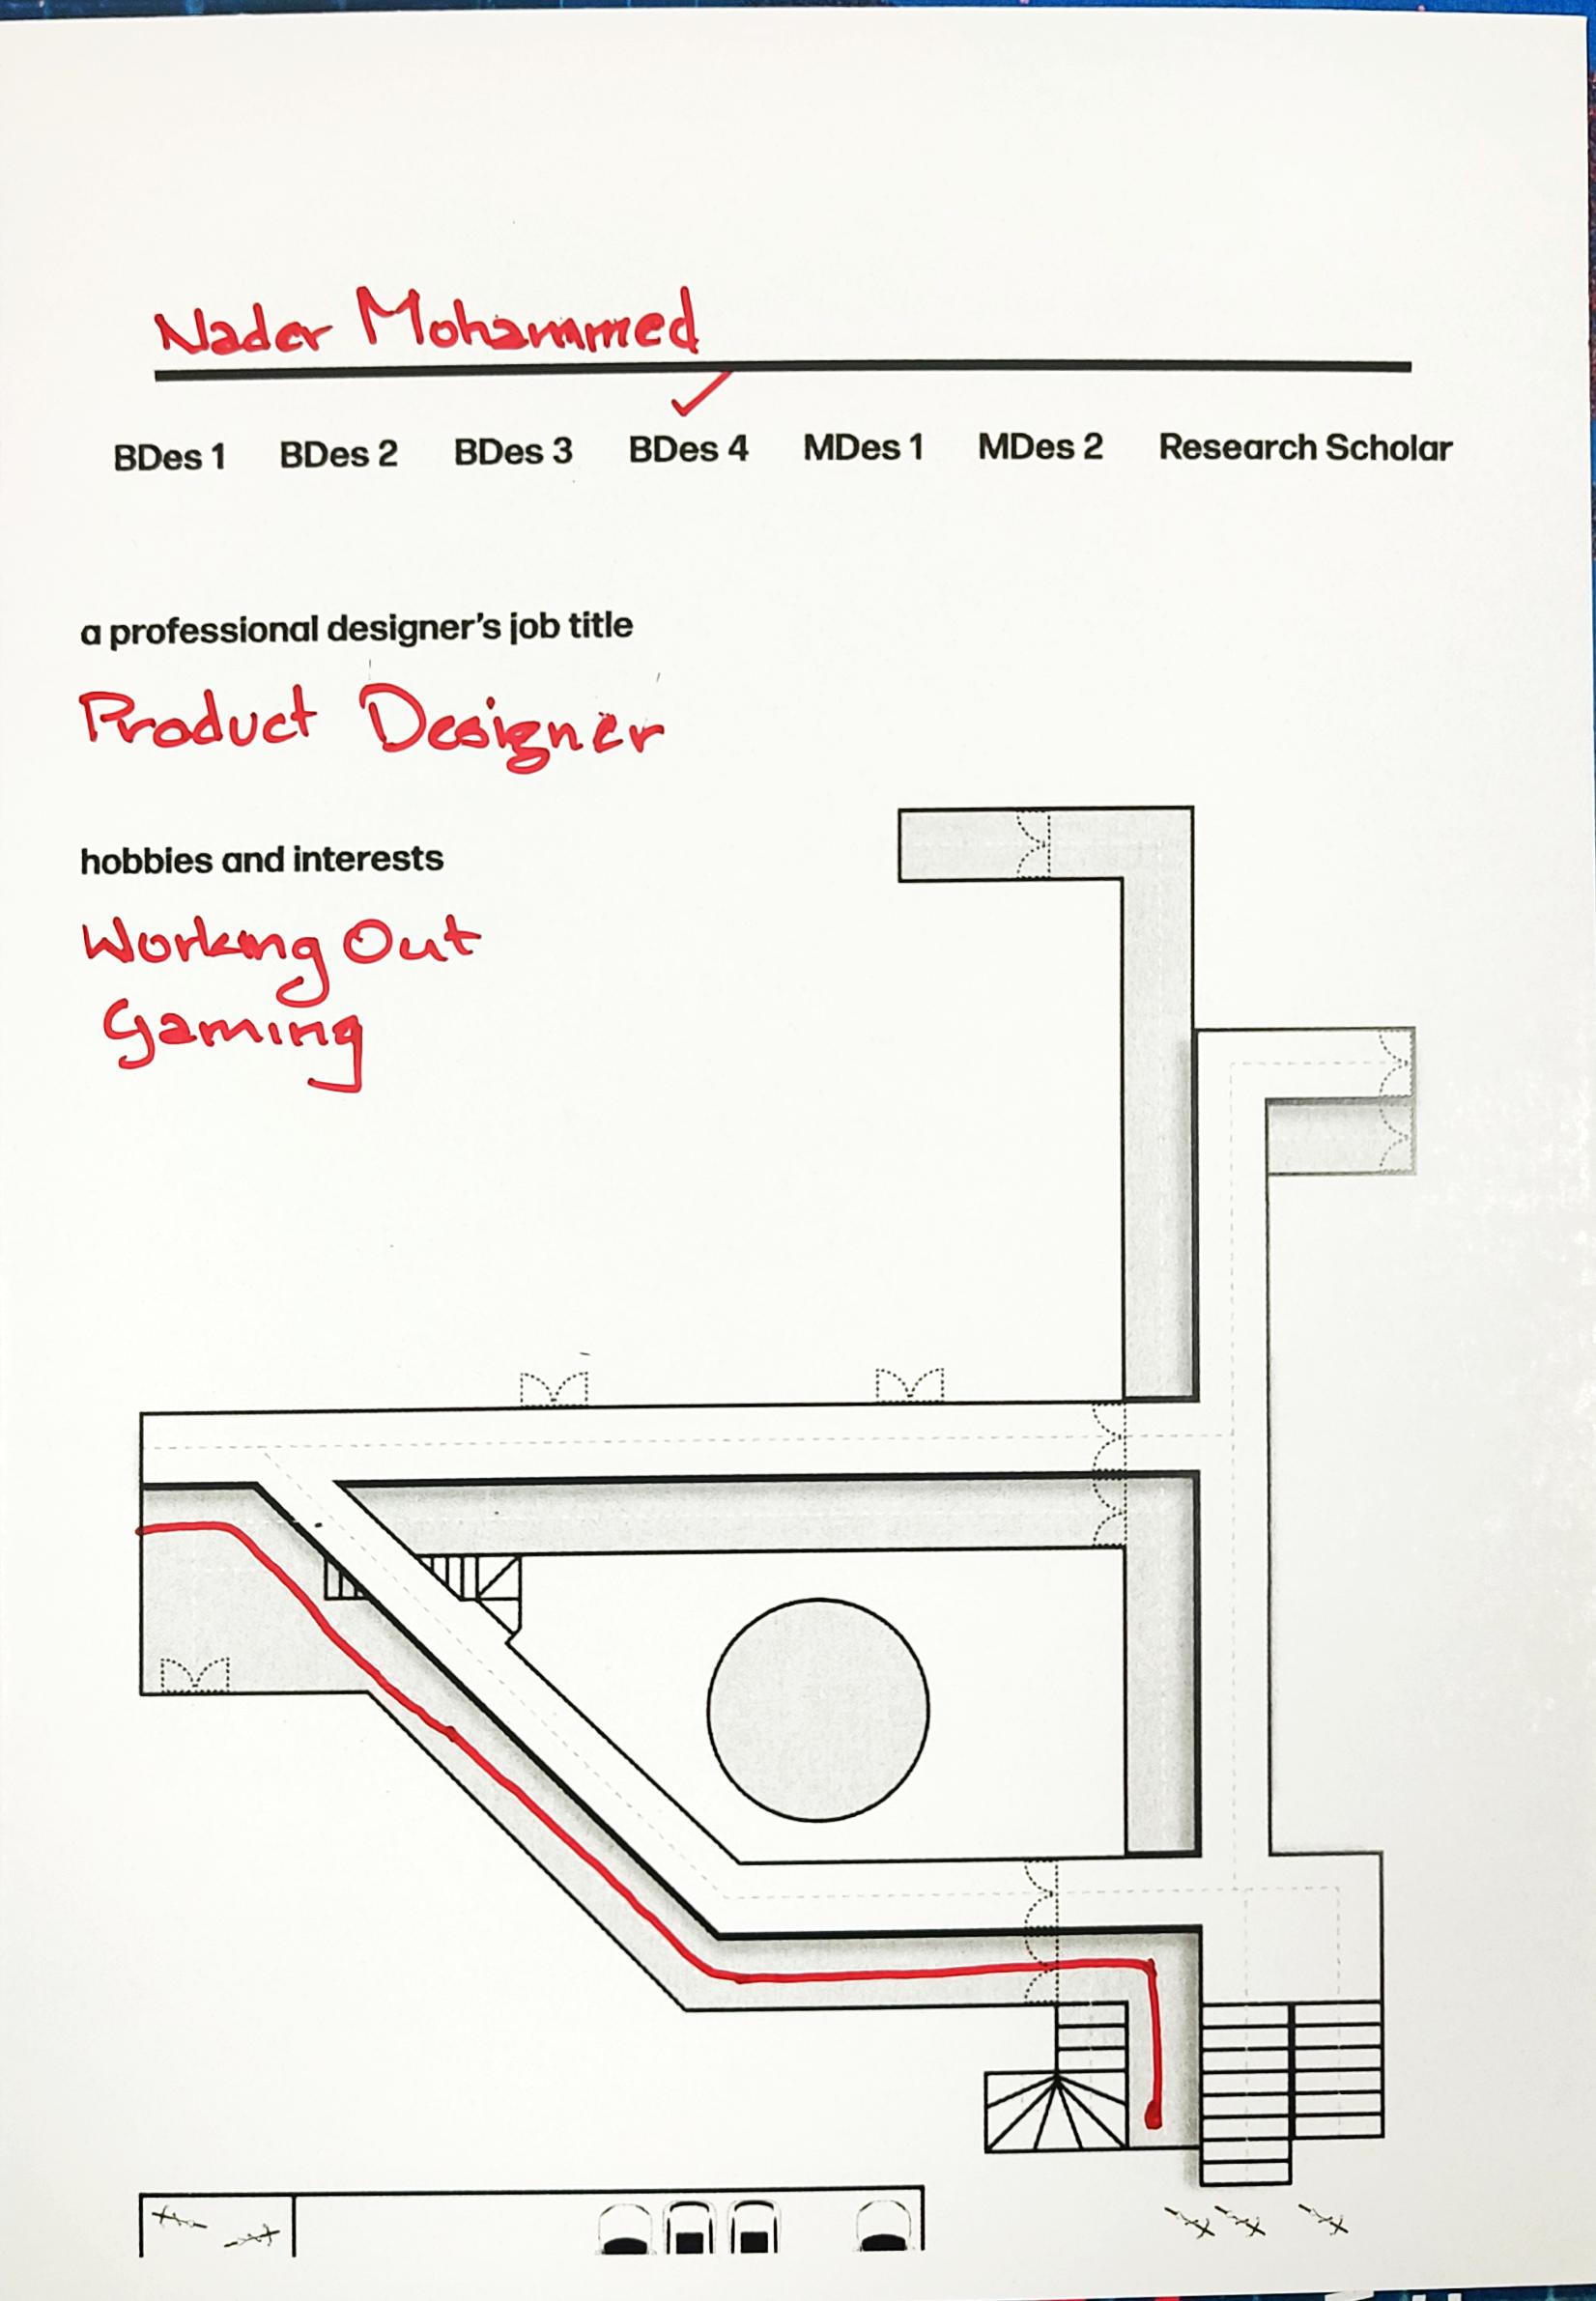 Nader Mohammed
BDes 1 BDes 2 BDes 3 BDes 4 MDes 1 MDes 2 Research Scholar
a professional designer's job title
Product Designer
hobbies and interests
Working Out
Gaming